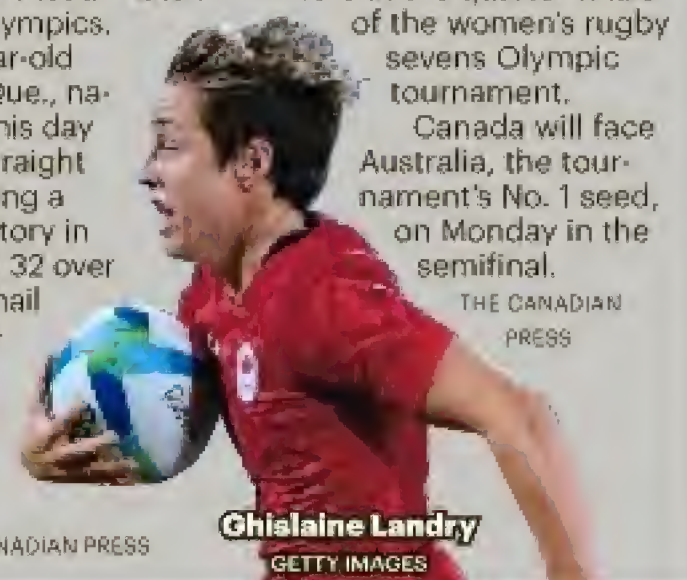 ympics.
ar-old
Que., na-
his day
raight
ng a
tory in
32 over
nail
NADIAN PRESS
of the women's rugby
sevens Olympic
tournament.
Canada will face
Australia, the tour-
nament's No. 1 seed,
on Monday in the
semifinal.
THE CANADIAN
PRESS
Ghislaine Landry
GETTY IMAGES